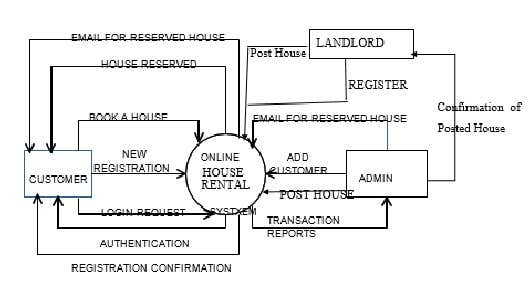 EMAIL FOR RESERVED HOUSE
LANDLORD
Post House
HOUSE RESERVED
REGISTER
Confirmation of
Posted House
BOOK A HOUSE
EMAIL FOR RESERVED HOUSE
NEW
REGISTRATION
ONLINE
HOUSE
RENTAL
SYSTXEM
ADD
CUSTOMER
CUSTOMER
ADMIN
POST HOUSE
LOGIN REQUEST
TRANSACTION
REPORTS
AUTHENTICATION
REGISTRATION CONFIRMATION